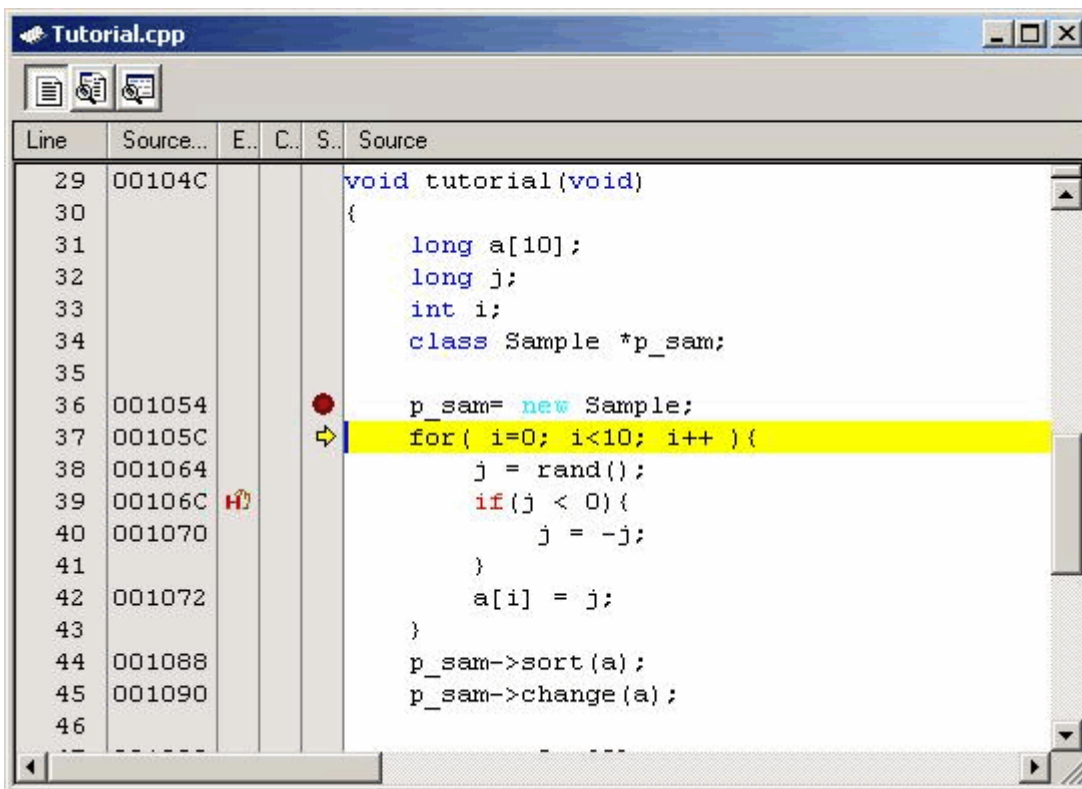 Tutorial.cpp
Line Source... E.. C.. S.. Source
29 00104C void tutorial(void)
30 {
31 long a[10];
32 long j;
33 int i;
34 class Sample *p_sam;
35
36 001054 p_sam= new Sample;
37 00105C for( i=0; i<10; i++ ){
38 001064 j = rand();
39 00106C H if(j < 0){
40 001070 j = -j;
41 }
42 001072 a[i] = j;
43 }
44 001088 p_sam->sort(a);
45 001090 p_sam->change(a);
46